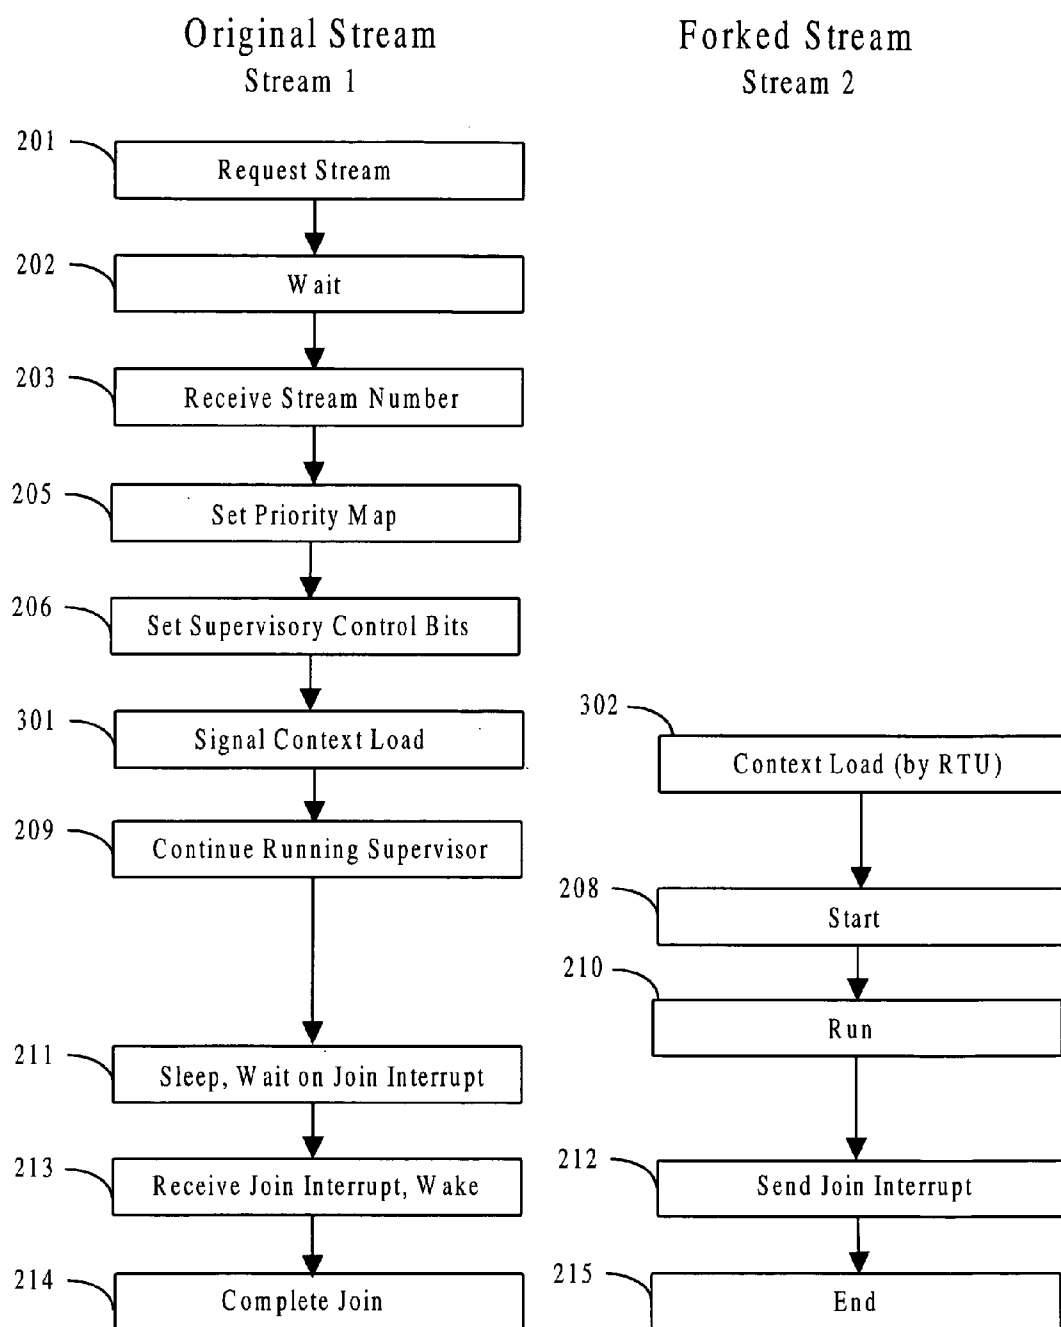 Original Stream
Stream 1
Forked Stream
Stream 2
201
Request Stream
202
Wait
203
Receive Stream Number
205
Set Priority Map
206
Set Supervisory Control Bits
301
Signal Context Load
302
Context Load (by RTU)
209
Continue Running Supervisor
208
Start
210
Run
211
Sleep, Wait on Join Interrupt
213
Receive Join Interrupt, Wake
212
Send Join Interrupt
214
Complete Join
215
End